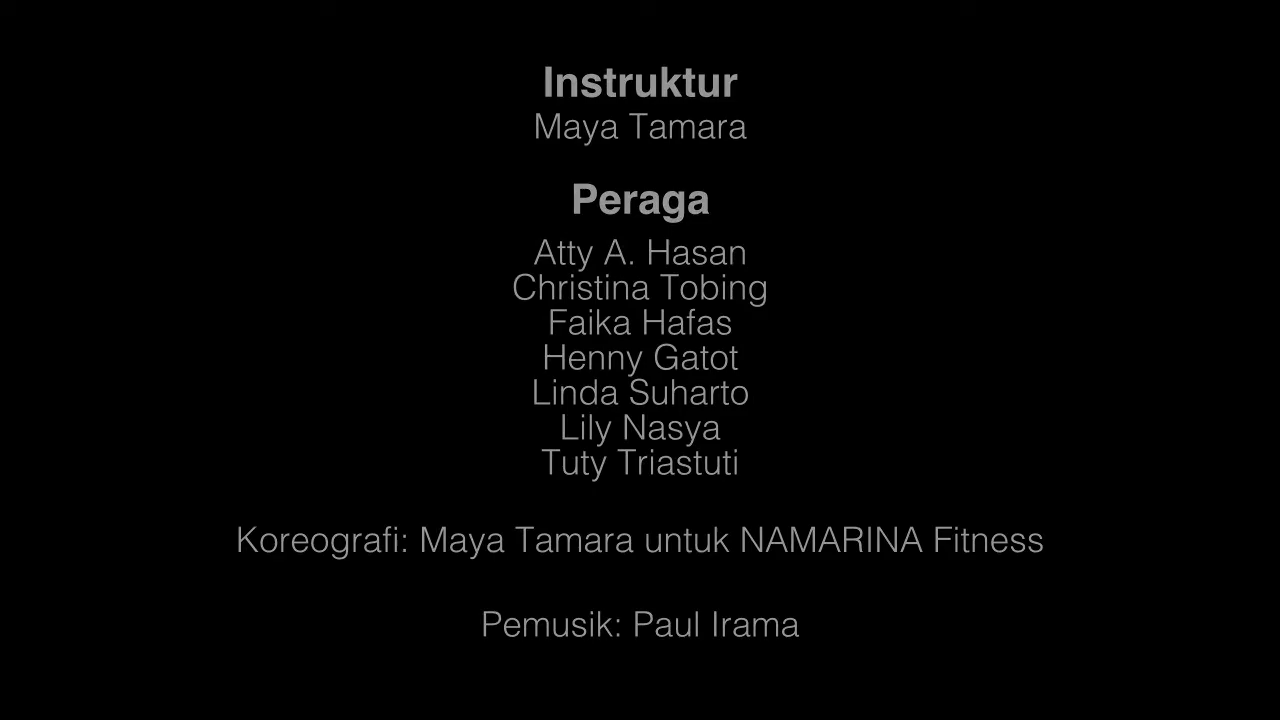 Instruktur
Maya Tamara
Peraga
Atty A. Hasan
Christina Tobing
Faika Hafas
Henny Gatot
Linda Suharto
Lily Nasya
Tuty Triastuti
Koreografi: Maya Tamara untuk NAMARINA Fitness
Pemusik: Paul Irama